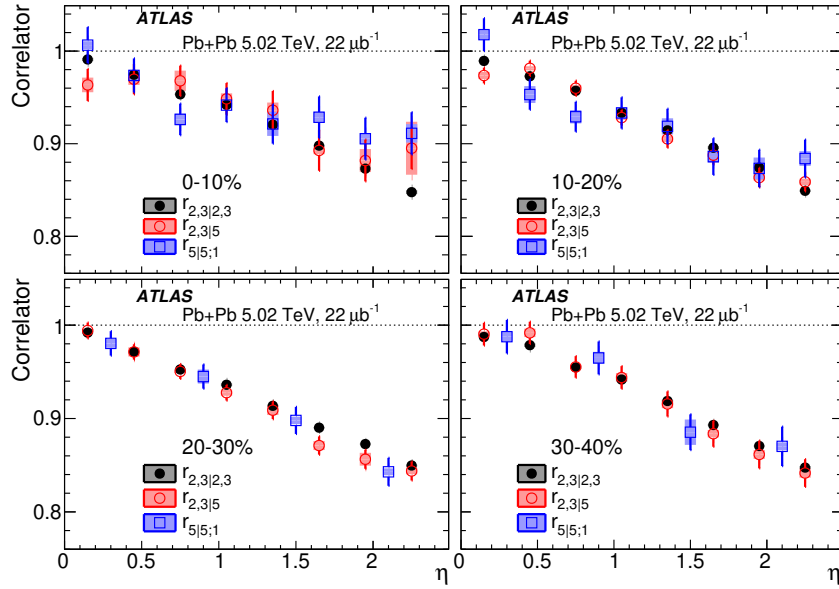 ATLAS
Pb+Pb 5.02 TeV, 22 μb⁻¹
Correlator
1
0.9
0.8
0-10%
r2,3|2,3
r2,3|5
r5|5;1
ATLAS
Pb+Pb 5.02 TeV, 22 μb⁻¹
10-20%
r2,3|2,3
r2,3|5
r5|5;1
ATLAS
Pb+Pb 5.02 TeV, 22 μb⁻¹
Correlator
1
0.9
0.8
20-30%
r2,3|2,3
r2,3|5
r5|5;1
0 0.5 1 1.5 2 η
ATLAS
Pb+Pb 5.02 TeV, 22 μb⁻¹
30-40%
r2,3|2,3
r2,3|5
r5|5;1
0 0.5 1 1.5 2 η